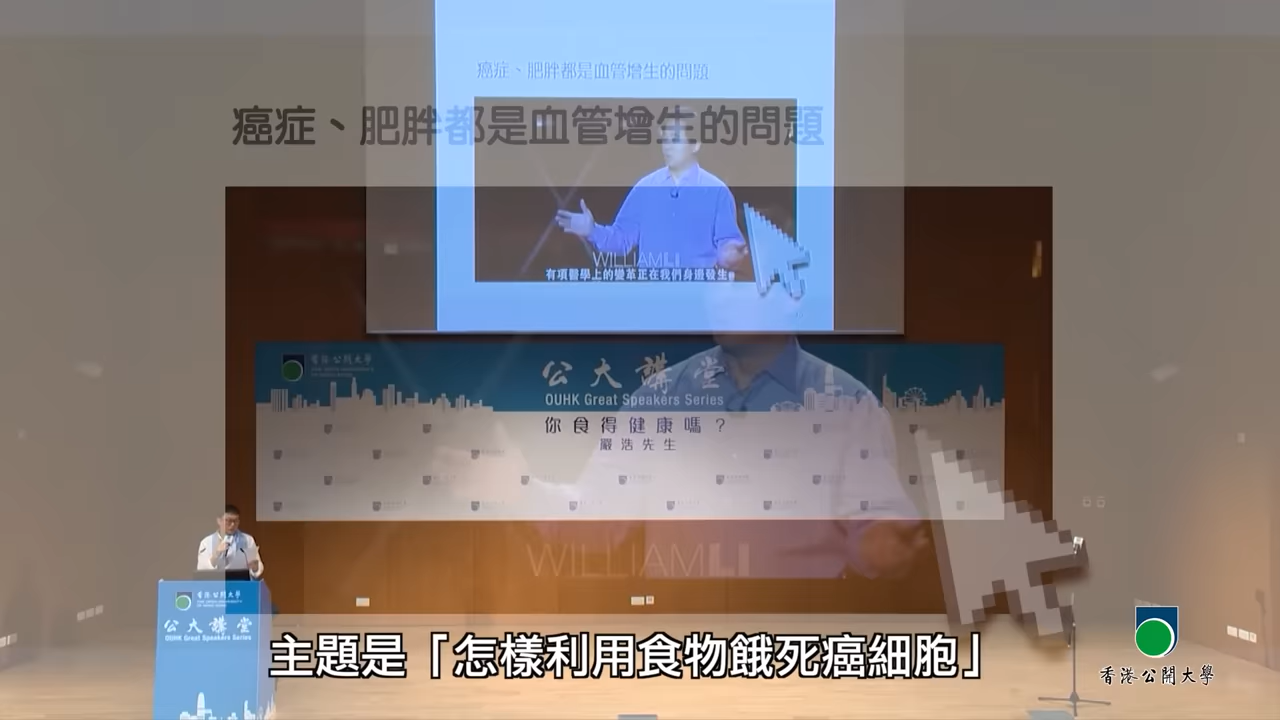 癌症、肥胖都是血管增生的問題
癌症、肥胖都是血管增生的問題
WILLIAMLI
有項醫學上的變革正在我們身邊發生
香港公開大學
公大講堂
OUHK Great Speakers Series
你食得健康嗎？
嚴浩先生
WILLIAMLI
香港公開大學
公大講堂
OUHK Great Speakers Series
主題是「怎樣利用食物餓死癌細胞」
香港公開大學